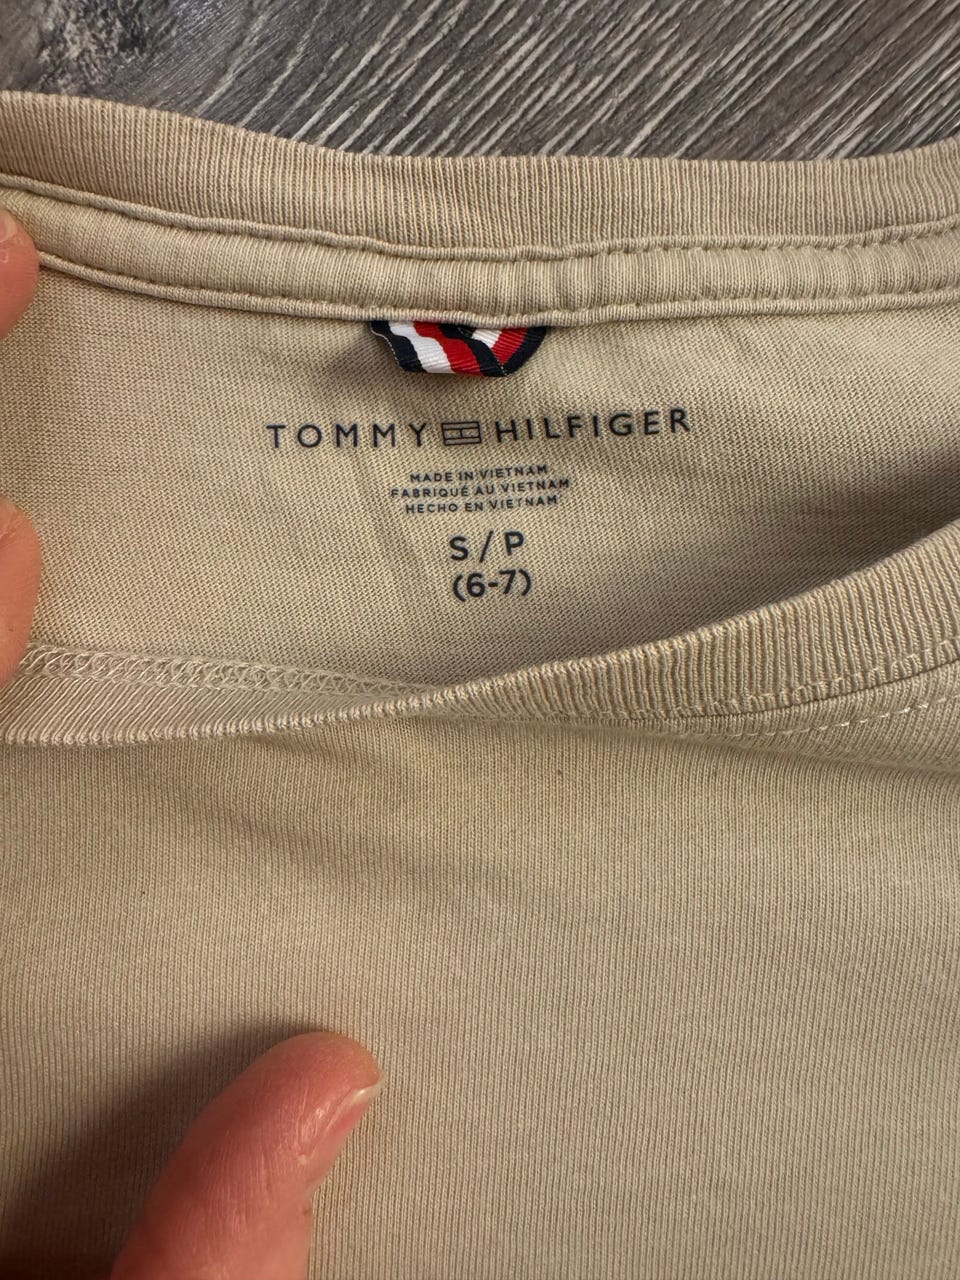 TOMMY HILFIGER
MADE IN VIETNAM
FABRIQUÉ AU VIETNAM
HECHO EN VIETNAM
S / P
(6-7)